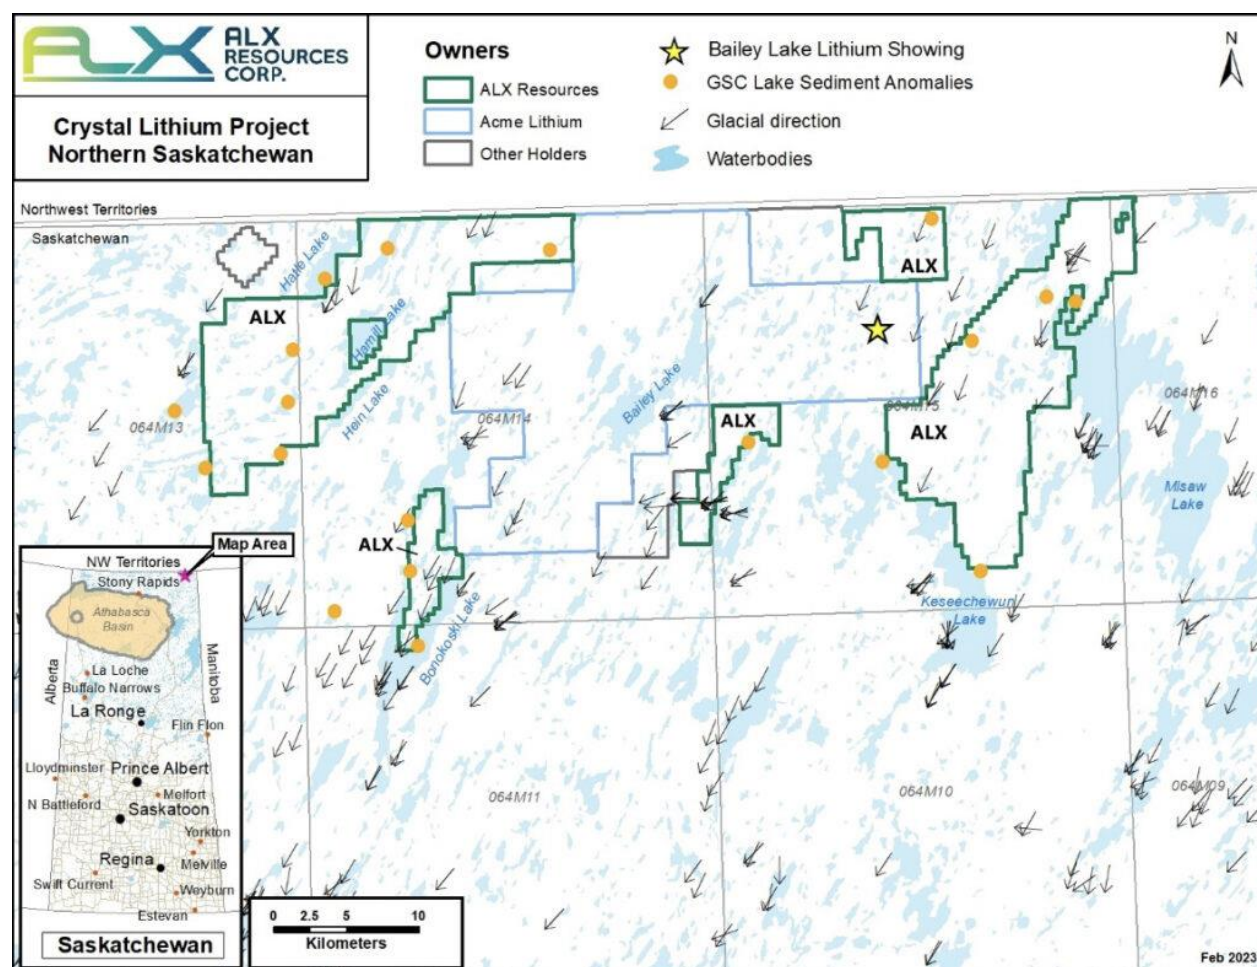 ALX
ALX
RESOURCES
CORP.
Crystal Lithium Project
Northern Saskatchewan
Owners
ALX Resources
Acme Lithium
Other Holders
Bailey Lake Lithium Showing
GSC Lake Sediment Anomalies
Glacial direction
Waterbodies
N
Northwest Territories
Saskatchewan
Hatle Lake
ALX
Hamill Lake
Hein Lake
064M13
064M14
Bailey Lake
ALX
ALX
064M15
ALX
064M16
Misaw
Lake
ALX
Bonokoski Lake
Keseechewun
Lake
064M11
064M10
064M09
Map Area
NW Territories
Stony Rapids
Athabasca
Basin
Alberta
Manitoba
La Loche
Buffalo Narrows
La Ronge
Flin Flon
Lloydminster
Prince Albert
N Battleford
Melfort
Saskatoon
Yorkton
Regina
Melville
Swift Current
Weyburn
Estevan
Saskatchewan
0 2.5 5 10
Kilometers
Feb 2023